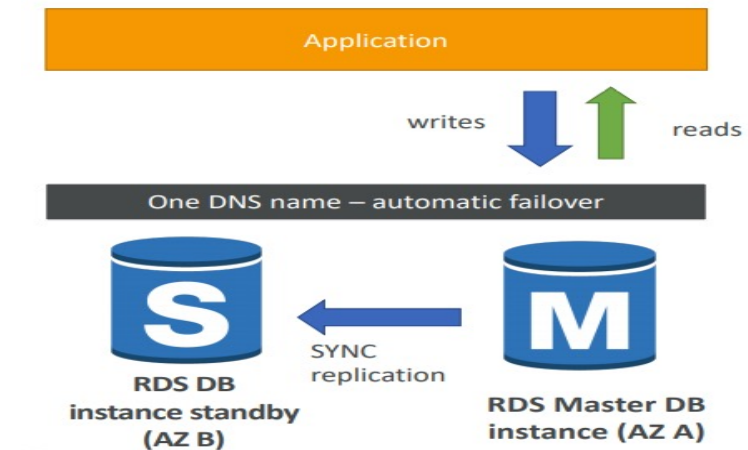 Application
writes
reads
One DNS name – automatic failover
S
M
SYNC
replication
RDS DB
instance standby
(AZ B)
RDS Master DB
instance (AZ A)